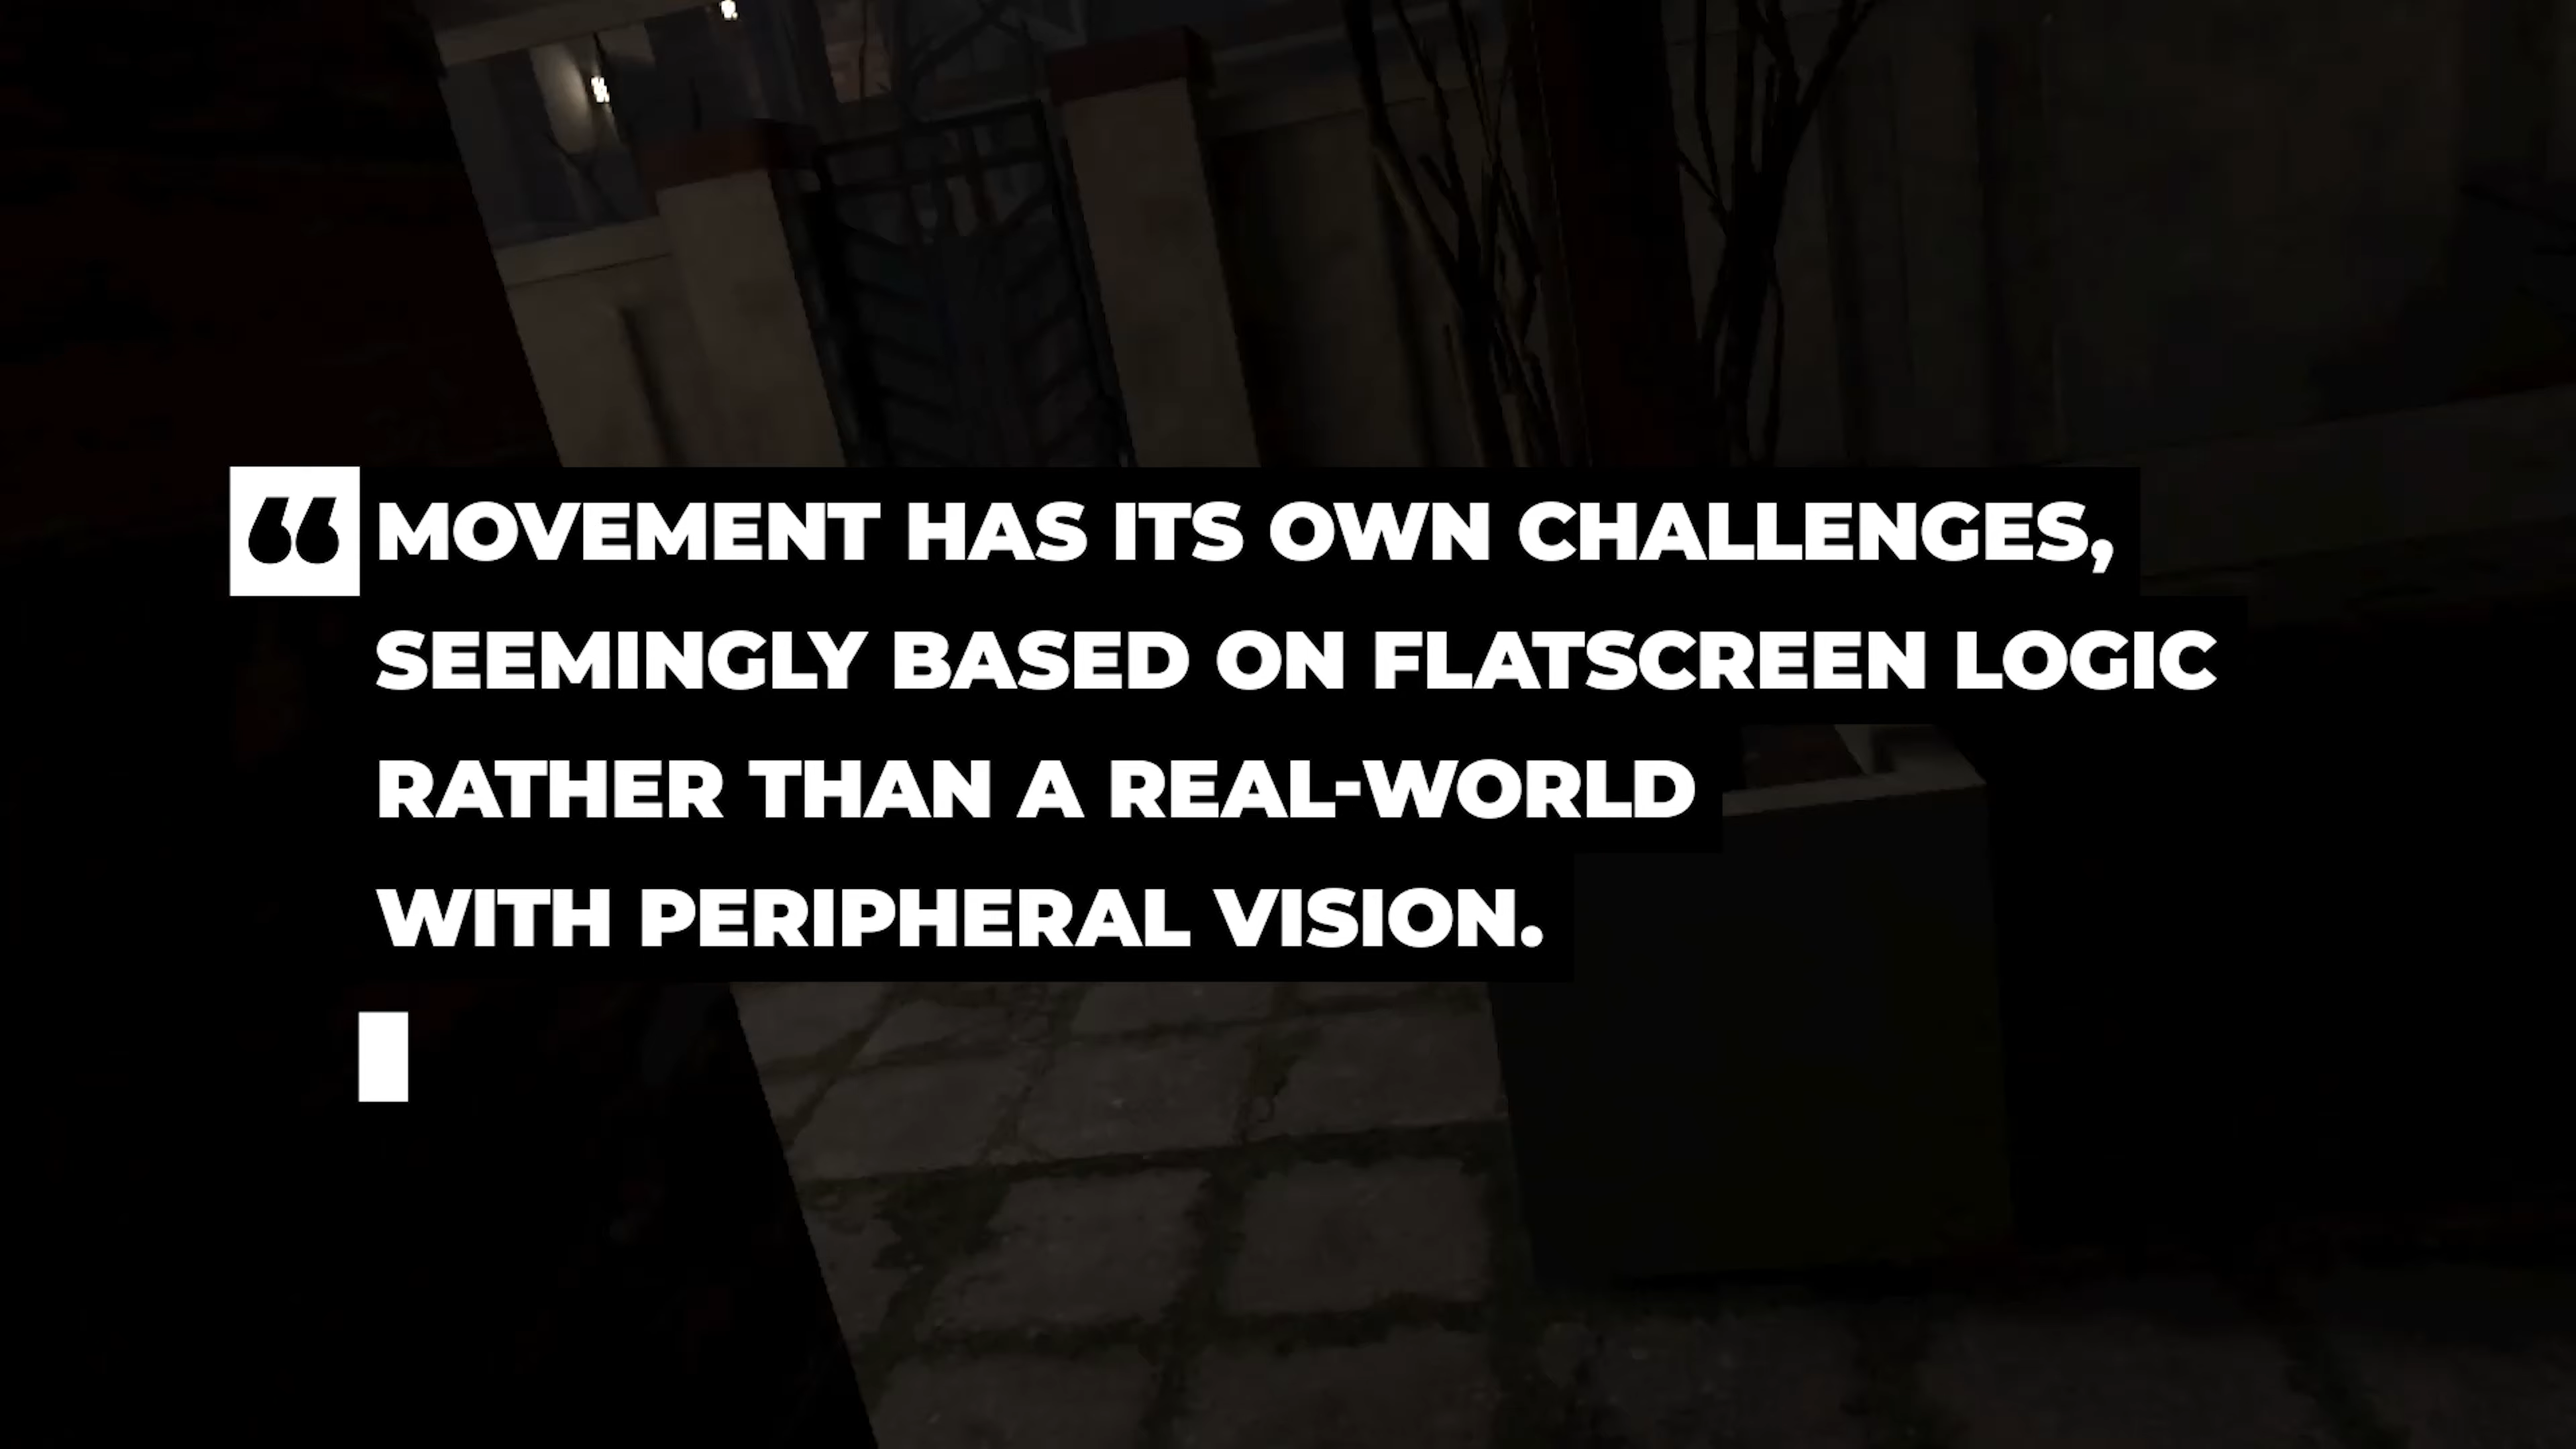 “ MOVEMENT HAS ITS OWN CHALLENGES,
SEEMINGLY BASED ON FLATSCREEN LOGIC
RATHER THAN A REAL-WORLD
WITH PERIPHERAL VISION.